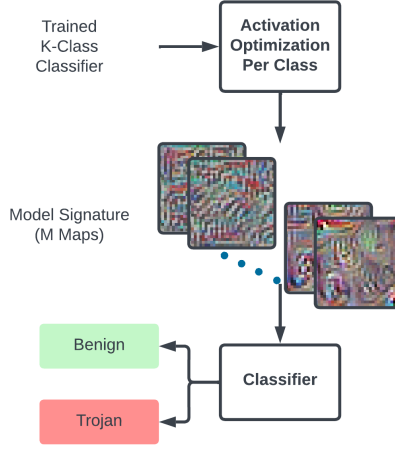 Trained
K-Class
Classifier
Activation
Optimization
Per Class
Model Signature
(M Maps)
Benign
Classifier
Trojan